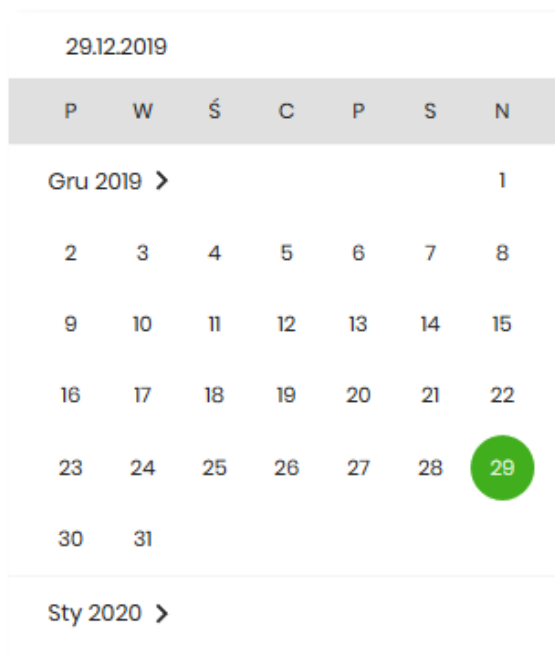 29.12.2019
P W Ś C P S N
Gru 2019 1
2 3 4 5 6 7 8
9 10 11 12 13 14 15
16 17 18 19 20 21 22
23 24 25 26 27 28 29
30 31
Sty 2020